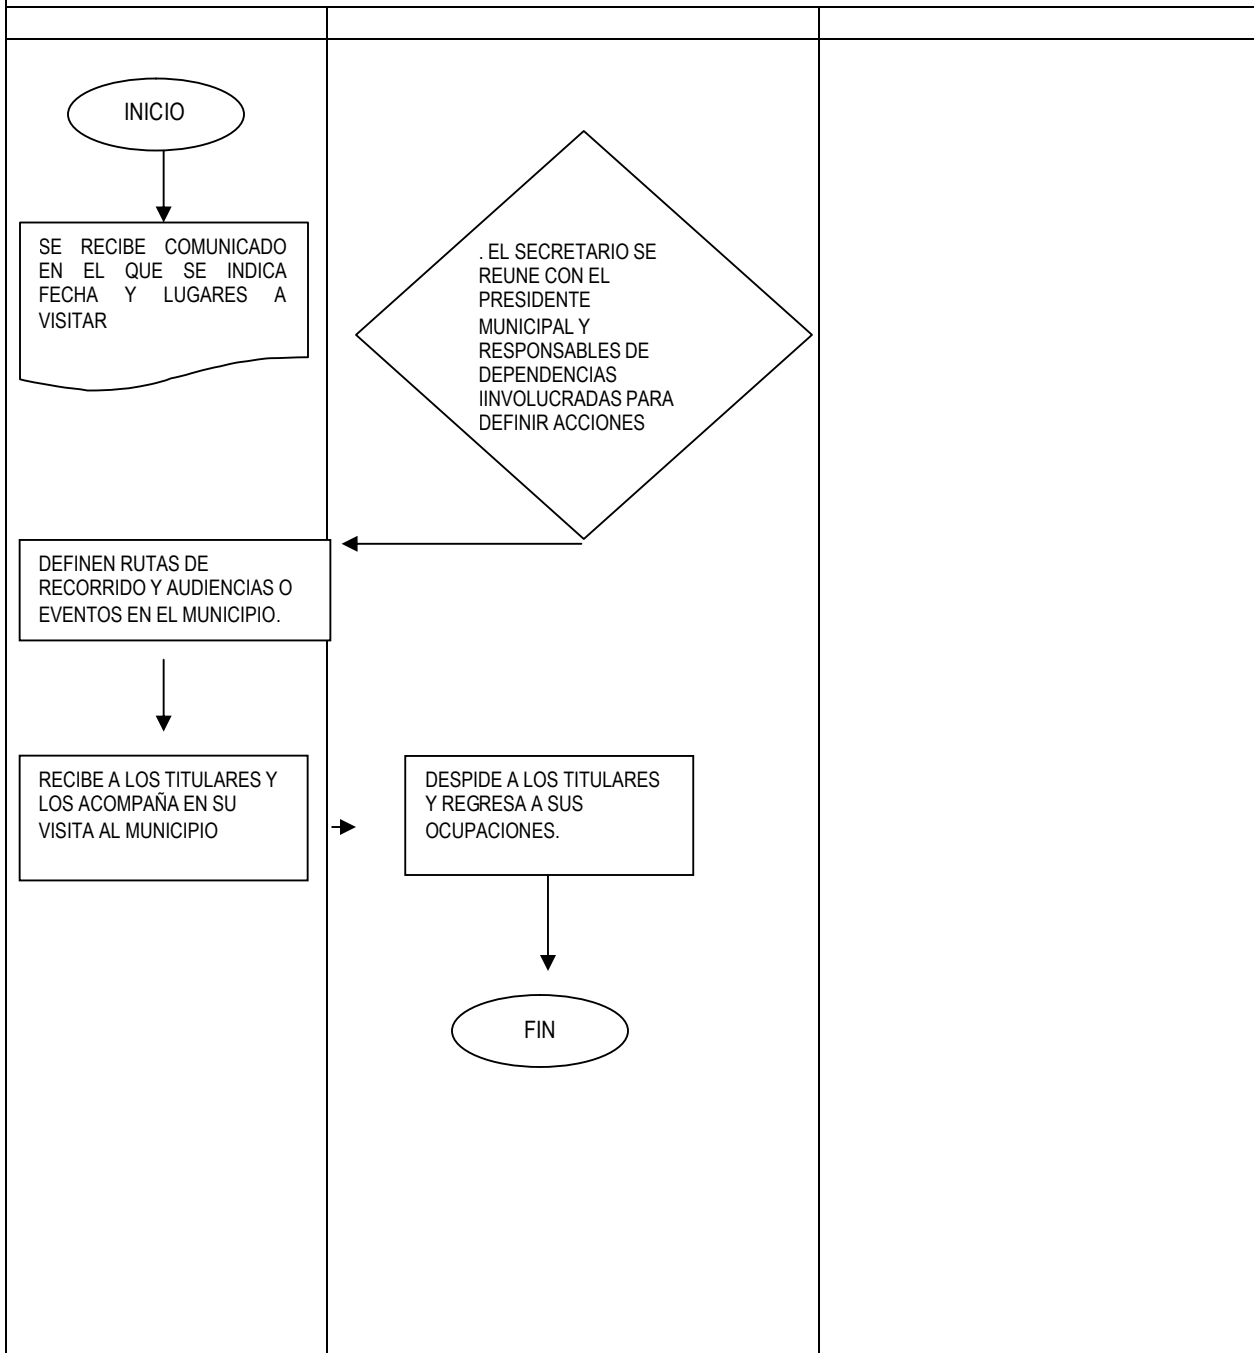 INICIO
SE RECIBE COMUNICADO
EN EL QUE SE INDICA
FECHA Y LUGARES A
VISITAR
. EL SECRETARIO SE
REUNE CON EL
PRESIDENTE
MUNICIPAL Y
RESPONSABLES DE
DEPENDENCIAS
IINVOLUCRADAS PARA
DEFINIR ACCIONES
DEFINEN RUTAS DE
RECORRIDO Y AUDIENCIAS O
EVENTOS EN EL MUNICIPIO.
RECIBE A LOS TITULARES Y
LOS ACOMPAÑA EN SU
VISITA AL MUNICIPIO
DESPIDE A LOS TITULARES
Y REGRESA A SUS
OCUPACIONES.
FIN